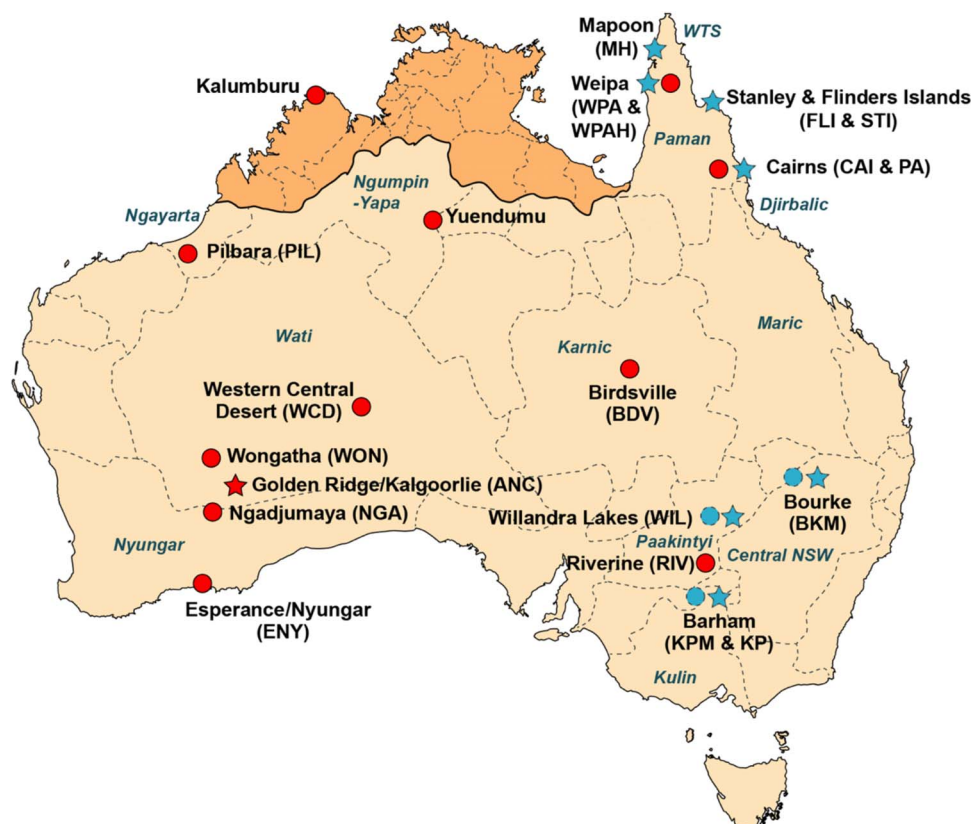 Mapoon
(MH)
WTS
Kalumburu
Weipa
(WPA &
WPAH)
Stanley & Flinders Islands
(FLI & STI)
Paman
Cairns (CAI & PA)
Ngumpin
-Yapa
Djirbalic
Ngayarta
Yuendumu
Pilbara (PIL)
Wati
Maric
Karnic
Western Central
Desert (WCD)
Birdsville
(BDV)
Wongatha (WON)
Golden Ridge/Kalgoorlie (ANC)
Bourke
(BKM)
Ngadjumaya (NGA)
Willandra Lakes (WIL)
Nyungar
Paakintyi
Central NSW
Riverine (RIV)
Esperance/Nyungar
(ENY)
Barham
(KPM & KP)
Kulin